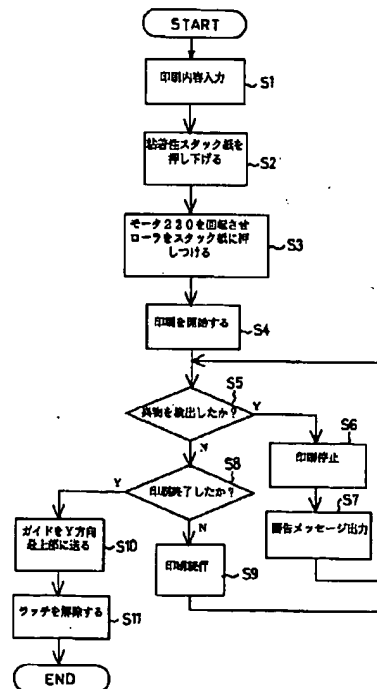 START
印刷内容入力
S1
粘着性スタック紙を
押し下げる
S2
モータ220を回転させ
ローラをスタック紙に押
しつける
S3
印刷を開始する
S4
S5
異物を検出したか?
Y
N
S6
印刷停止
S7
警告メッセージ出力
S8
印刷終了したか?
Y
N
ガイドをY方向
最上部に送る
S10
印刷続行
S9
ラッチを解除する
S11
END